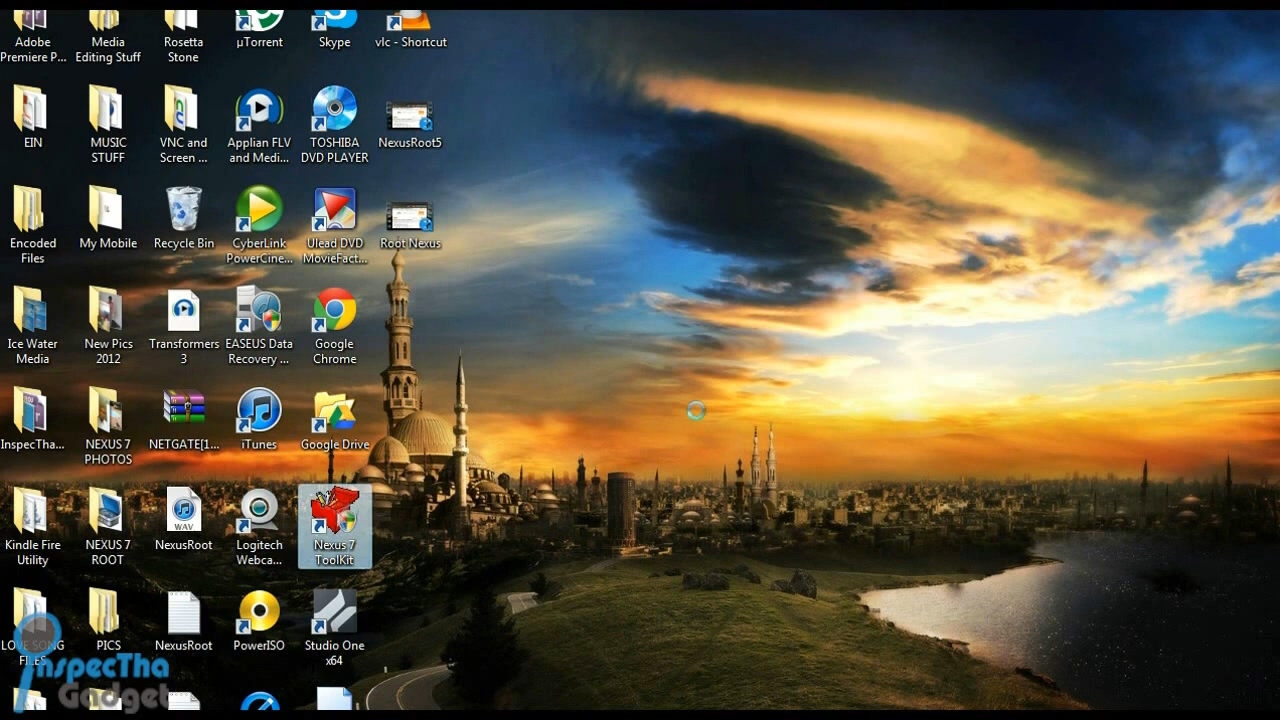 Adobe
Premiere P...
Media
Editing Stuff
Rosetta
Stone
µTorrent
Skype
vlc - Shortcut
EIN
MUSIC
STUFF
VNC and
Screen ...
Applian FLV
and Medi...
TOSHIBA
DVD PLAYER
NexusRoot5
Encoded
Files
My Mobile
Recycle Bin
CyberLink
PowerCine...
Ulead DVD
MovieFact...
Root Nexus
Ice Water
Media
New Pics
2012
Transformers
3
EASEUS Data
Recovery ...
Google
Chrome
InspecTha...
NEXUS 7
PHOTOS
NETGATE[1...
iTunes
Google Drive
Kindle Fire
Utility
NEXUS 7
ROOT
WAV
NexusRoot
Logitech
Webca...
Nexus 7
ToolKit
LOVE SONG
FILES
PICS
NexusRoot
PowerISO
Studio One
x64
InspecTha
Gadget